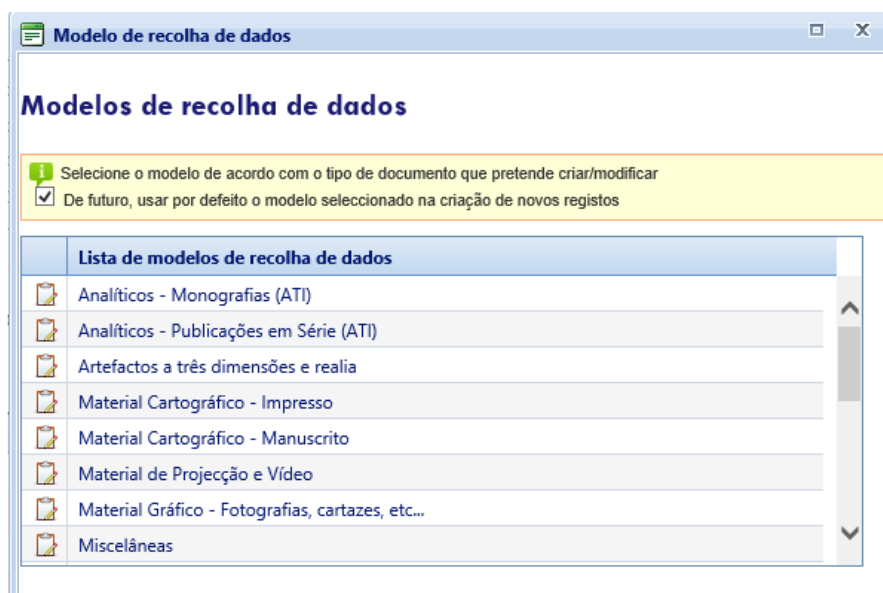 Modelo de recolha de dados
Modelos de recolha de dados
Selecione o modelo de acordo com o tipo de documento que pretende criar/modificar
De futuro, usar por defeito o modelo seleccionado na criação de novos registos
Lista de modelos de recolha de dados
Analíticos - Monografias (ATI)
Analíticos - Publicações em Série (ATI)
Artefactos a três dimensões e realia
Material Cartográfico - Impresso
Material Cartográfico - Manuscrito
Material de Projecção e Vídeo
Material Gráfico - Fotografias, cartazes, etc...
Miscelâneas